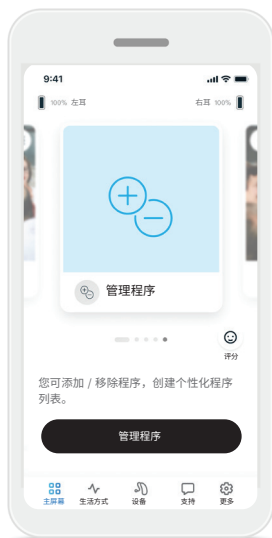 9:41
100% 左耳 右耳 100%
管理程序
评分
您可添加 / 移除程序，创建个性化程序
列表。
管理程序
主屏幕 生活方式 设备 支持 更多